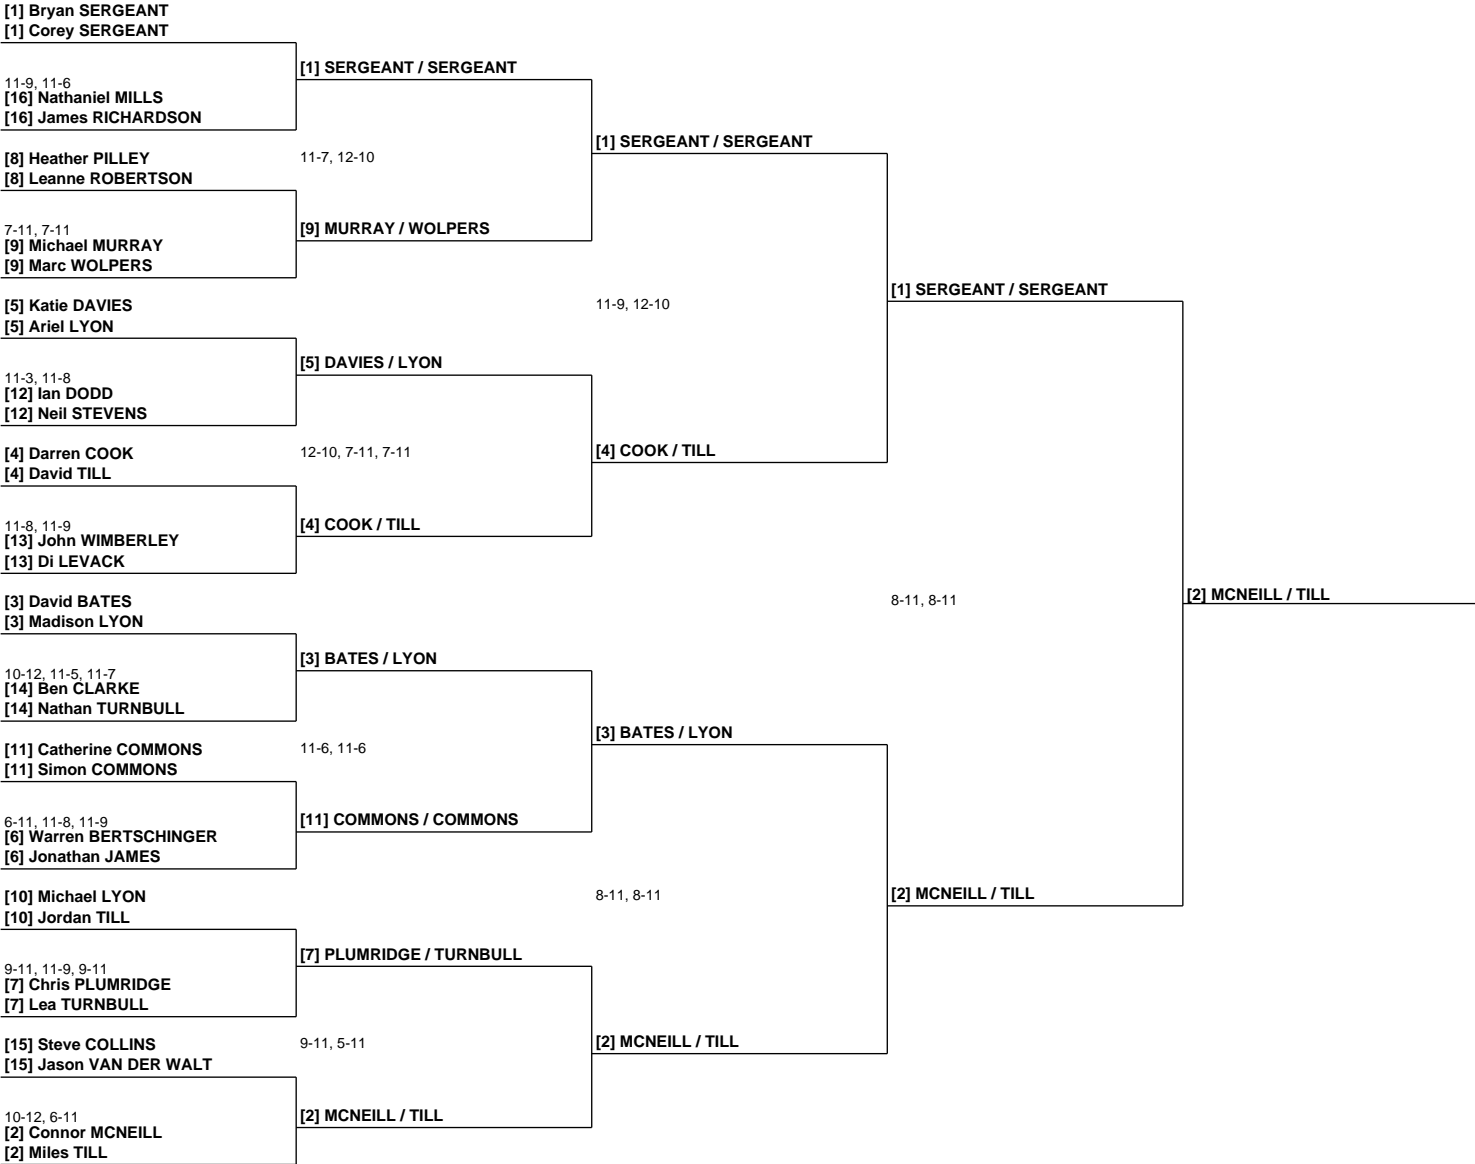 [1] Bryan SERGEANT
[1] Corey SERGEANT
11-9, 11-6
[16] Nathaniel MILLS
[16] James RICHARDSON
[8] Heather PILLEY
[8] Leanne ROBERTSON
7-11, 7-11
[9] Michael MURRAY
[9] Marc WOLPERS
[5] Katie DAVIES
[5] Ariel LYON
11-3, 11-8
[12] Ian DODD
[12] Neil STEVENS
[4] Darren COOK
[4] David TILL
11-8, 11-9
[13] John WIMBERLEY
[13] Di LEVACK
[3] David BATES
[3] Madison LYON
10-12, 11-5, 11-7
[14] Ben CLARKE
[14] Nathan TURNBULL
[11] Catherine COMMONS
[11] Simon COMMONS
6-11, 11-8, 11-9
[6] Warren BERTSCHINGER
[6] Jonathan JAMES
[10] Michael LYON
[10] Jordan TILL
9-11, 11-9, 9-11
[7] Chris PLUMRIDGE
[7] Lea TURNBULL
[15] Steve COLLINS
[15] Jason VAN DER WALT
10-12, 6-11
[2] Connor MCNEILL
[2] Miles TILL
[1] SERGEANT / SERGEANT
11-7, 12-10
[9] MURRAY / WOLPERS
[5] DAVIES / LYON
12-10, 7-11, 7-11
[4] COOK / TILL
[3] BATES / LYON
11-6, 11-6
[11] COMMONS / COMMONS
[7] PLUMRIDGE / TURNBULL
9-11, 5-11
[2] MCNEILL / TILL
[1] SERGEANT / SERGEANT
11-9, 12-10
[4] COOK / TILL
[3] BATES / LYON
8-11, 8-11
[2] MCNEILL / TILL
[1] SERGEANT / SERGEANT
8-11, 8-11
[2] MCNEILL / TILL
[2] MCNEILL / TILL